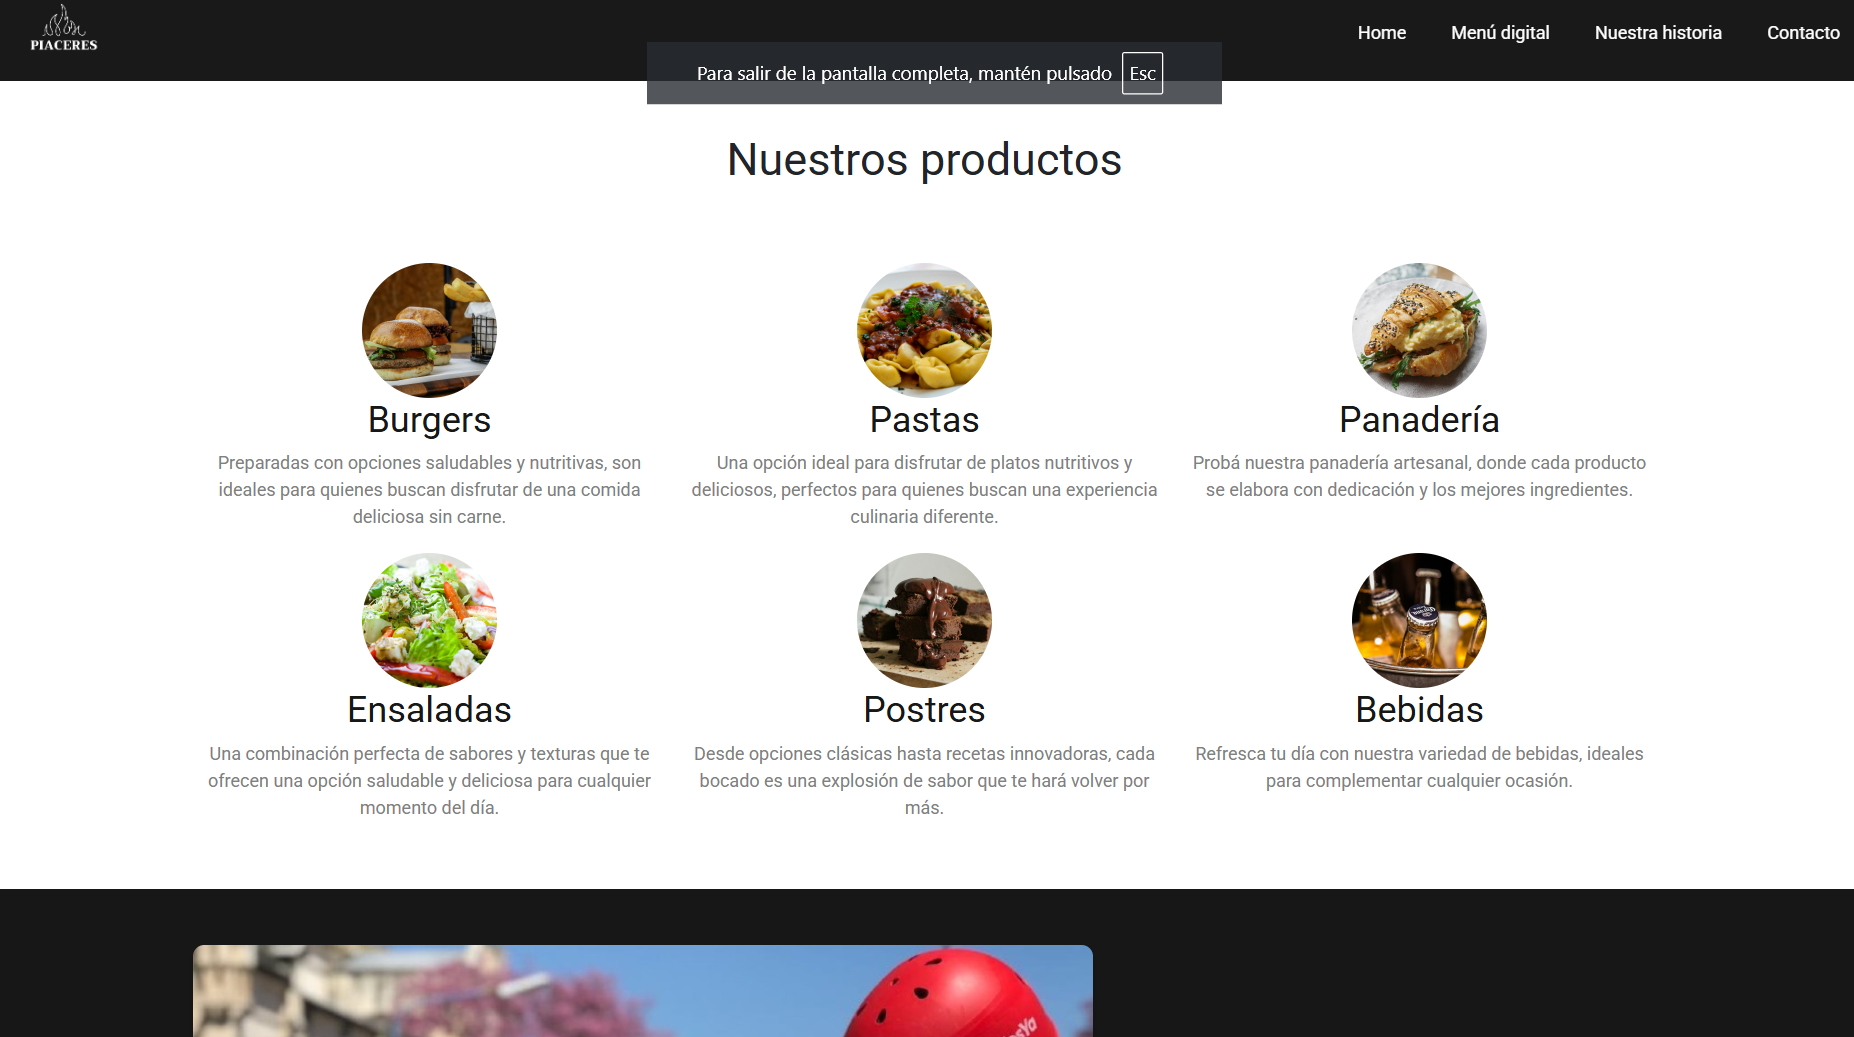 PIACERES
Home
Menú digital
Nuestra historia
Contacto
Para salir de la pantalla completa, mantén pulsado Esc
Nuestros productos
Burgers
Preparadas con opciones saludables y nutritivas, son
ideales para quienes buscan disfrutar de una comida
deliciosa sin carne.
Pastas
Una opción ideal para disfrutar de platos nutritivos y
deliciosos, perfectos para quienes buscan una experiencia
culinaria diferente.
Panadería
Probá nuestra panadería artesanal, donde cada producto
se elabora con dedicación y los mejores ingredientes.
Ensaladas
Una combinación perfecta de sabores y texturas que te
ofrecen una opción saludable y deliciosa para cualquier
momento del día.
Postres
Desde opciones clásicas hasta recetas innovadoras, cada
bocado es una explosión de sabor que te hará volver por
más.
Bebidas
Refresca tu día con nuestra variedad de bebidas, ideales
para complementar cualquier ocasión.